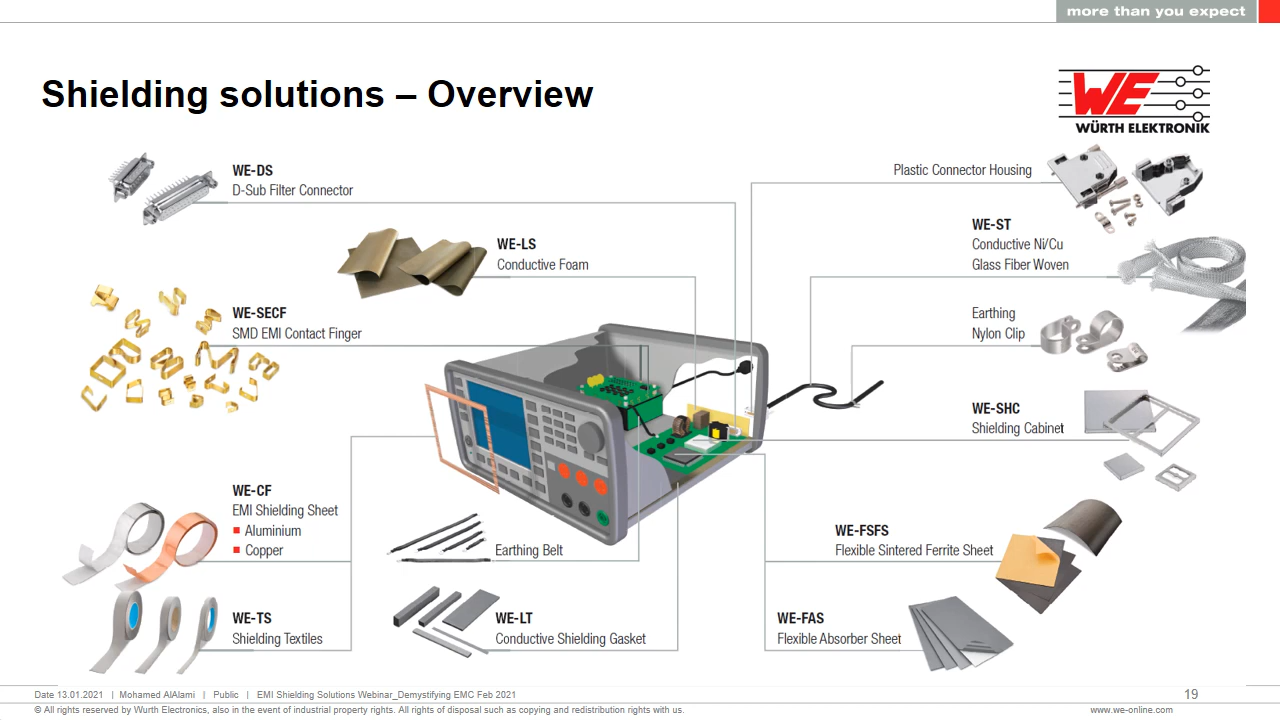 more than you expect
Shielding solutions – Overview
WE
WÜRTH ELEKTRONIK
WE-DS
D-Sub Filter Connector
Plastic Connector Housing
WE-LS
Conductive Foam
WE-ST
Conductive Ni/Cu
Glass Fiber Woven
WE-SECF
SMD EMI Contact Finger
Earthing
Nylon Clip
WE-SHC
Shielding Cabinet
WE-CF
EMI Shielding Sheet
Aluminium
Copper
Earthing Belt
WE-FSFS
Flexible Sintered Ferrite Sheet
WE-TS
Shielding Textiles
WE-LT
Conductive Shielding Gasket
WE-FAS
Flexible Absorber Sheet
Date 13.01.2021 | Mohamed AlAlami | Public | EMI Shielding Solutions Webinar_Demystifying EMC Feb 2021
19
© All rights reserved by Wurth Electronics, also in the event of industrial property rights. All rights of disposal such as copying and redistribution rights with us.
www.we-online.com